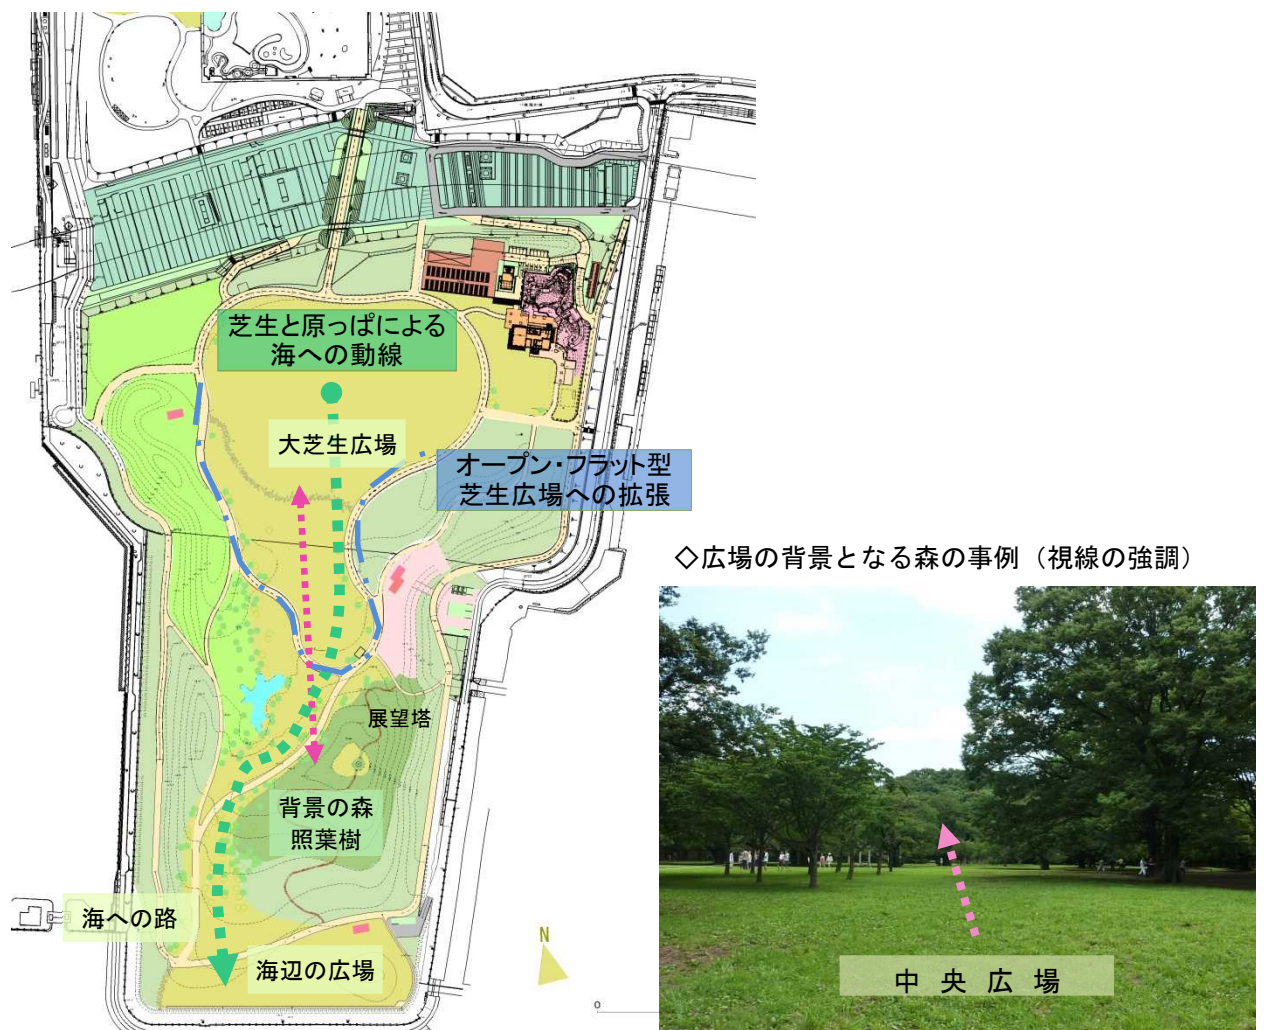 芝生と原っぱによる
海への動線
大芝生広場
オープン・フラット型
芝生広場への拡張
◇広場の背景となる森の事例（視線の強調）
展望塔
背景の森
照葉樹
海への路
海辺の広場
N
0
中 央 広 場